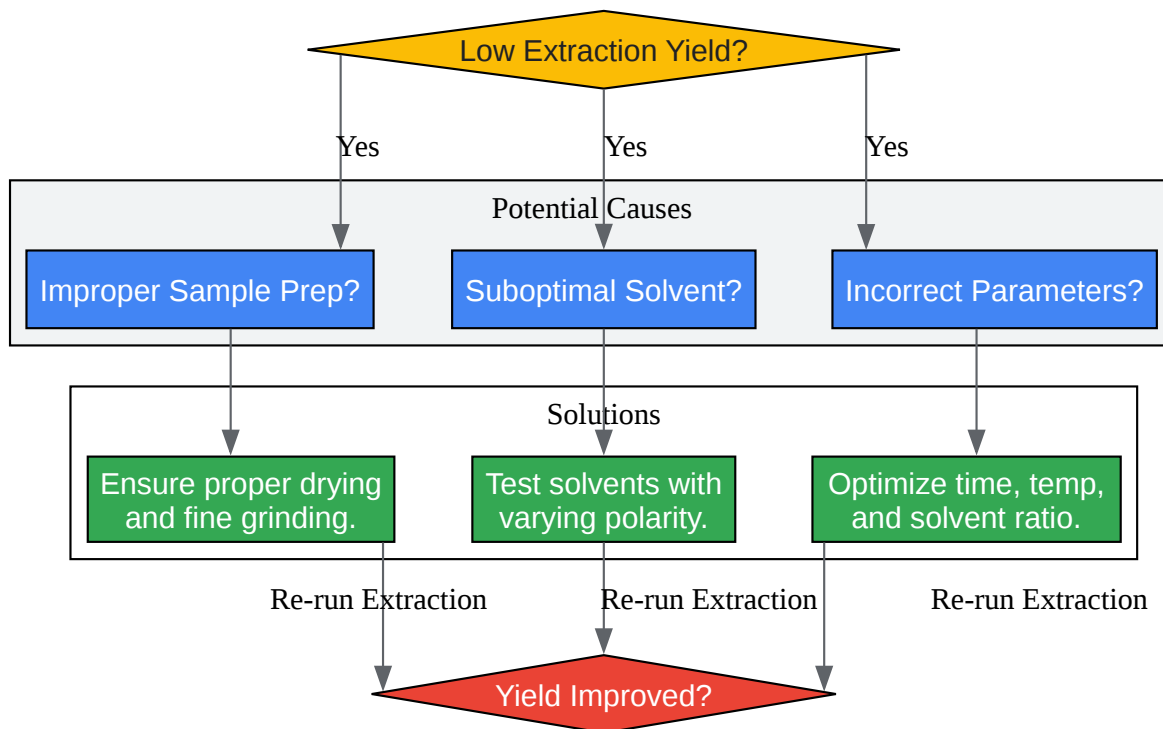 Low Extraction Yield?
Yes
Yes
Yes
Potential Causes
Improper Sample Prep?
Suboptimal Solvent?
Incorrect Parameters?
Solutions
Ensure proper drying
and fine grinding.
Test solvents with
varying polarity.
Optimize time, temp,
and solvent ratio.
Re-run Extraction
Re-run Extraction
Re-run Extraction
Yield Improved?